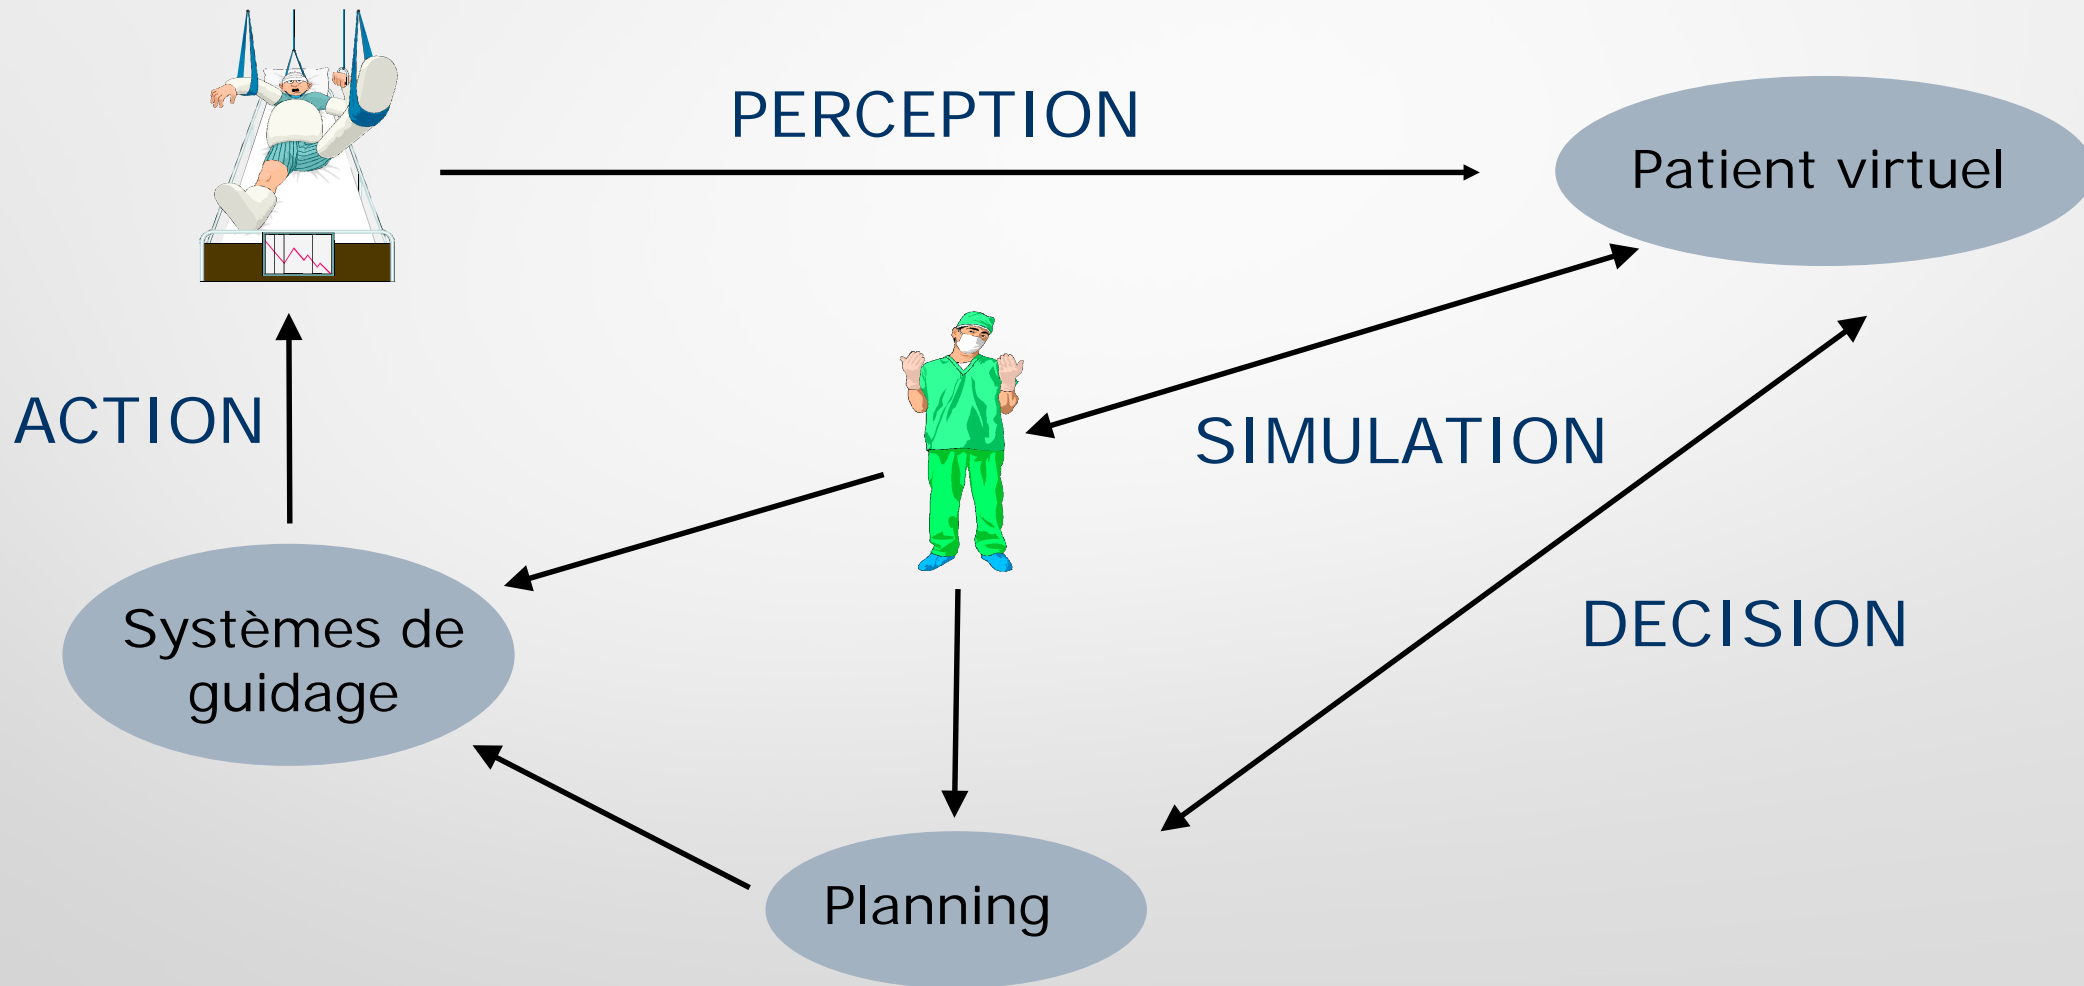 PERCEPTION
Patient virtuel
ACTION
SIMULATION
Systèmes de
guidage
DECISION
Planning